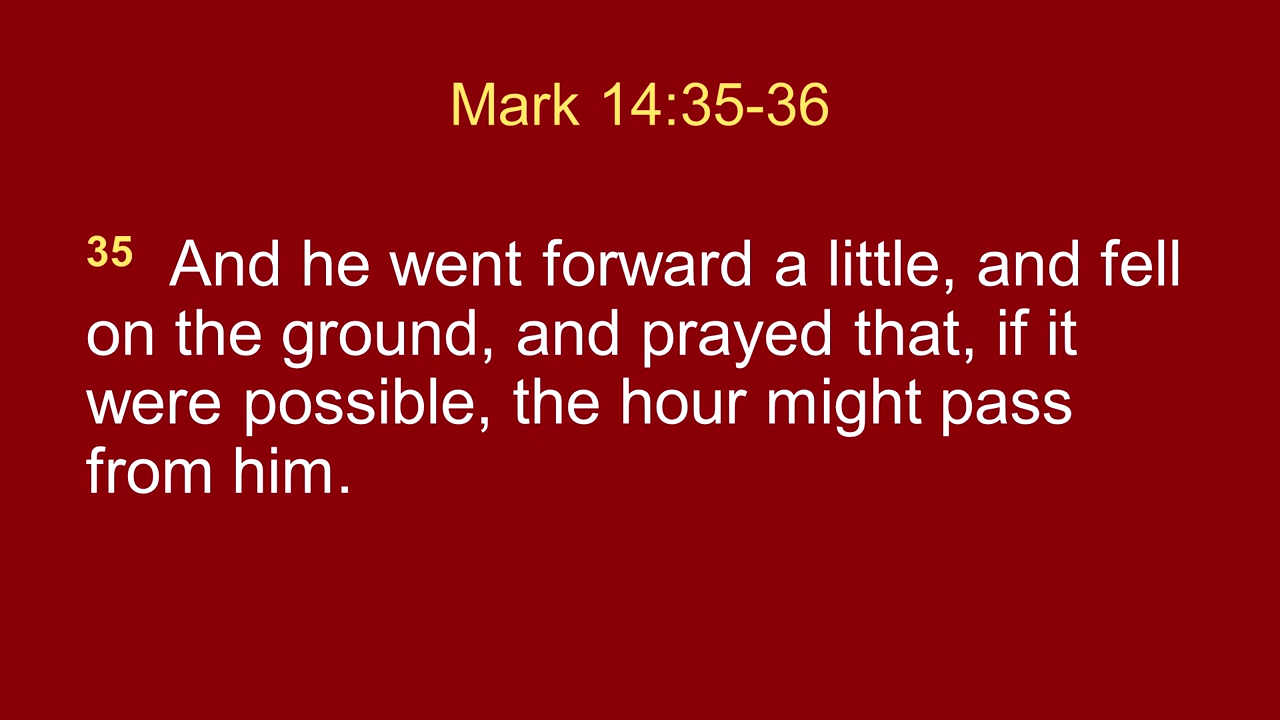 Mark 14:35-36
35 And he went forward a little, and fell
on the ground, and prayed that, if it
were possible, the hour might pass
from him.